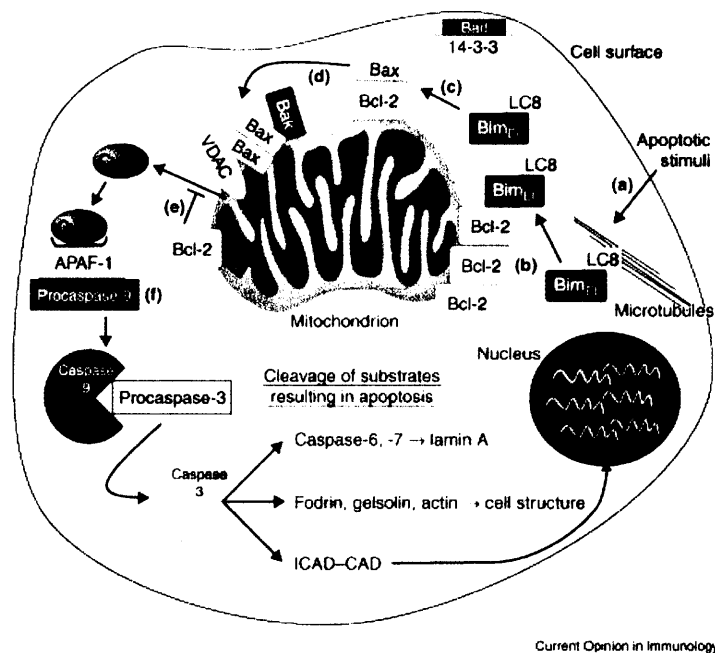 Bad
14-3-3
Cell surface
(d)
Bax
(c)
Bcl-2
LC8
Bim
Bak
Bax
Bax
VDAC
Apoptotic
stimuli
LC8
Bim
(a)
(e)
Bcl-2
Bcl-2
APAF-1
Bcl-2
(b)
LC8
Bim
Procaspase-9
(f)
Bcl-2
Microtubules
Mitochondrion
Nucleus
Caspase
9
Procaspase-3
Cleavage of substrates
resulting in apoptosis
Caspase-6, -7 → lamin A
Caspase
3
Fodrin, gelsolin, actin → cell structure
ICAD–CAD
Current Opinion in Immunology